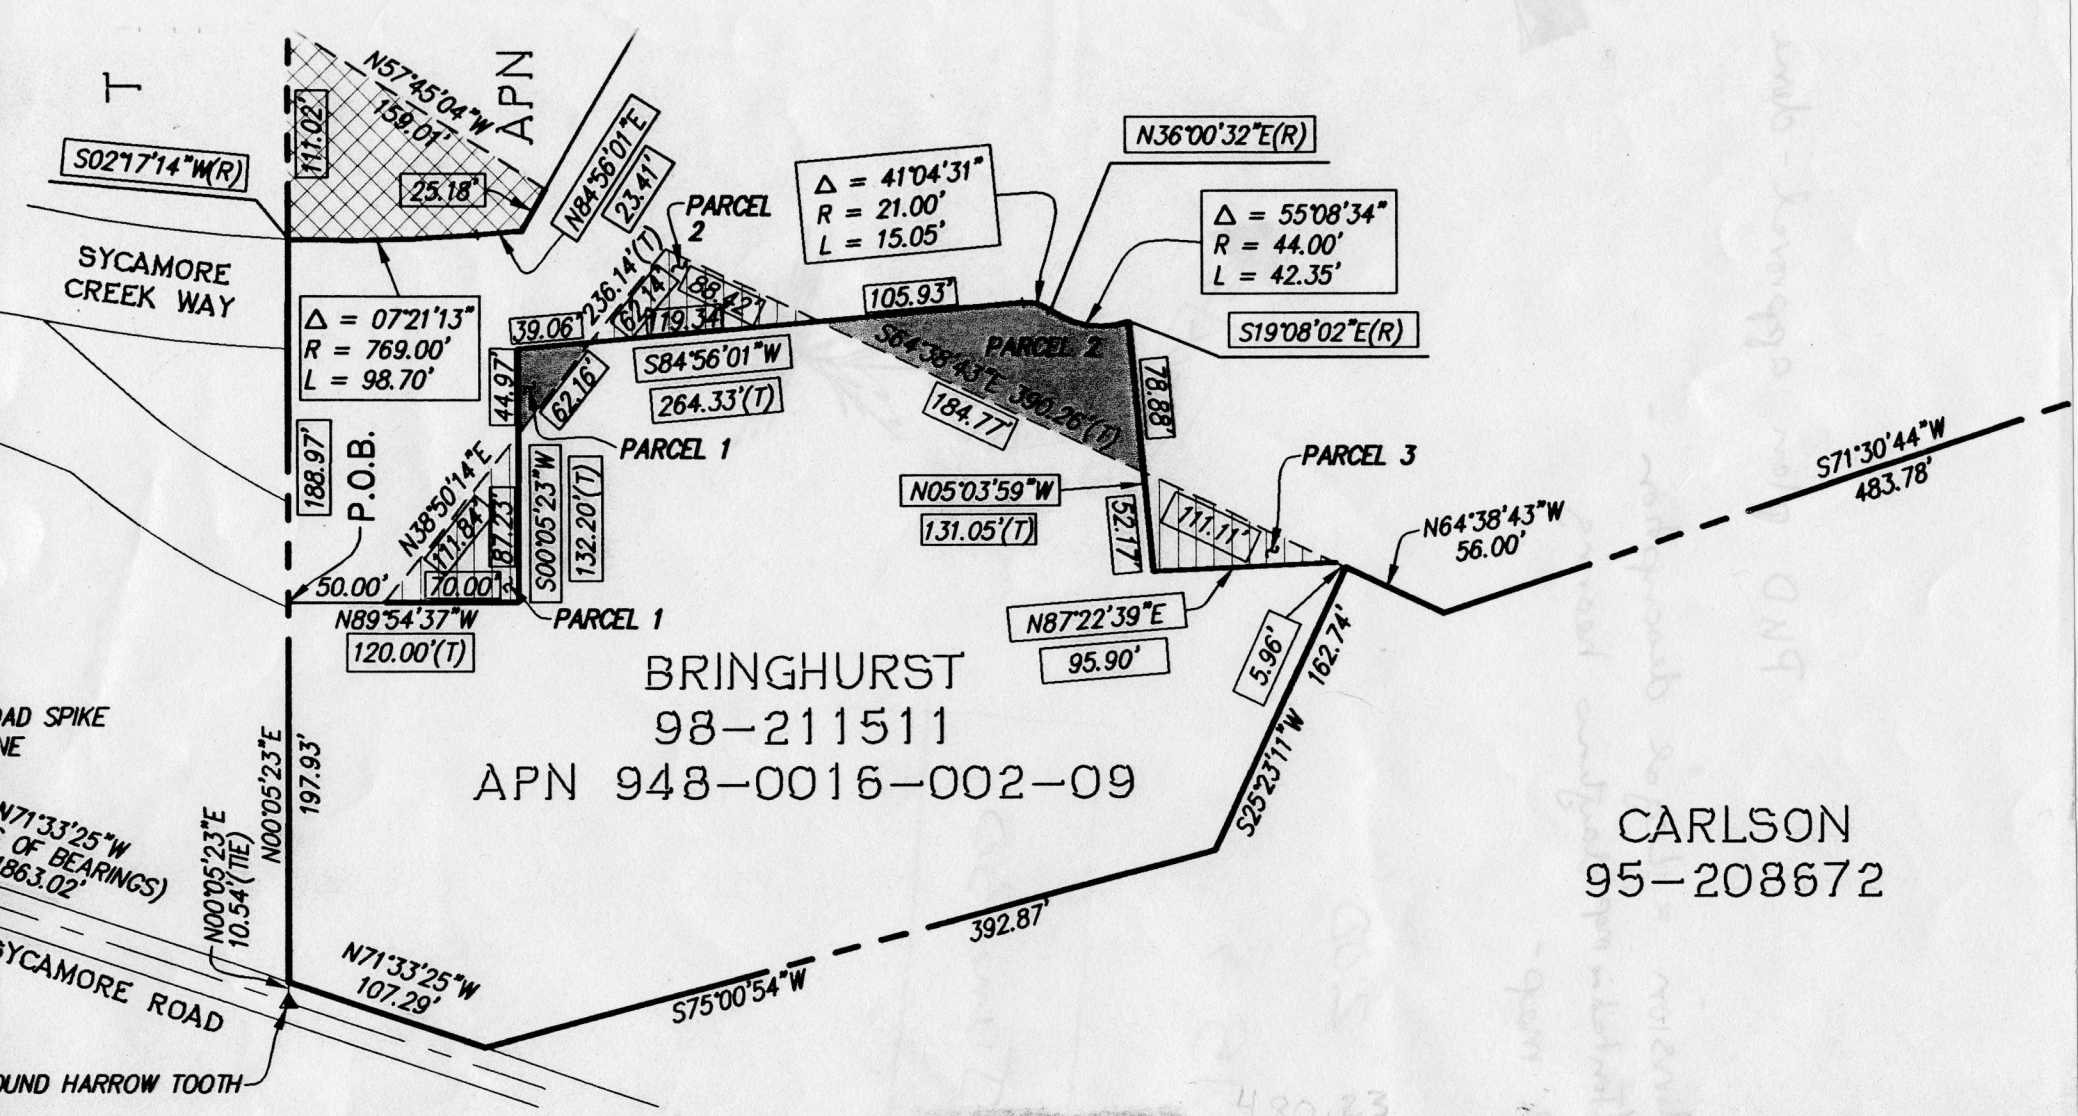 T
APN
N57°45'04"W
159.01'
111.02'
S02°17'14"W(R)
25.18'
N84°56'01"E
23.41'
SYCAMORE
CREEK WAY
Δ = 07°21'13"
R = 769.00'
L = 98.70'
PARCEL
2
Δ = 41°04'31"
R = 21.00'
L = 15.05'
N36°00'32"E(R)
Δ = 55°08'34"
R = 44.00'
L = 42.35'
S19°08'02"E(R)
236.14'(T)
62.14'
88.42'
119.34'
39.06'
105.93'
S84°56'01"W
264.33'(T)
PARCEL 2
S64°38'43"E 390.26'(T)
184.77'
78.88'
44.97'
62.16'
PARCEL 1
188.97'
P.O.B.
N38°50'14"E
111.84'
87.23'
S00°05'23"W
132.20'(T)
50.00'
70.00'
N89°54'37"W
120.00'(T)
PARCEL 1
N05°03'59"W
131.05'(T)
52.17'
111.11'
PARCEL 3
N87°22'39"E
95.90'
5.96'
N64°38'43"W
56.00'
S71°30'44"W
483.78'
S25°23'11"W
162.74'
BRINGHURST
98-211511
APN 948-0016-002-09
CARLSON
95-208672
OAD SPIKE
NE
N71°33'25"W
OF BEARINGS)
1863.02'
N00°05'23"E
10.54'(TIE)
N00°05'23"E
197.93'
N71°33'25"W
107.29'
S75°00'54"W
392.87'
SYCAMORE ROAD
OUND HARROW TOOTH